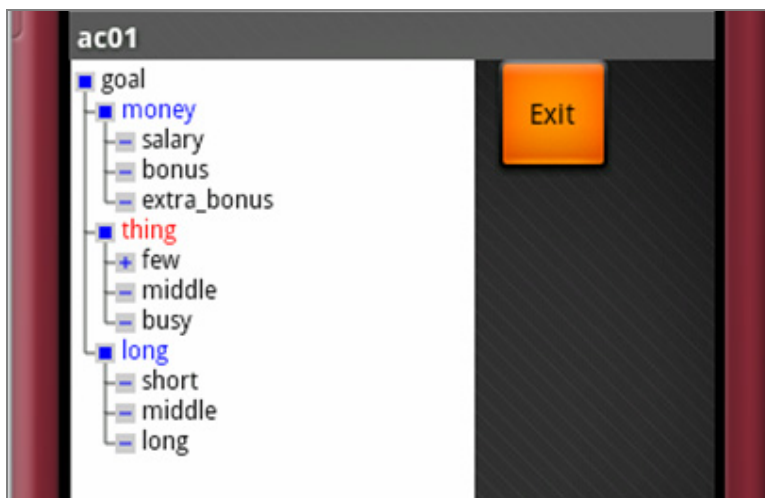 ac01
goal
money
salary
bonus
extra_bonus
thing
few
middle
busy
long
short
middle
long
Exit